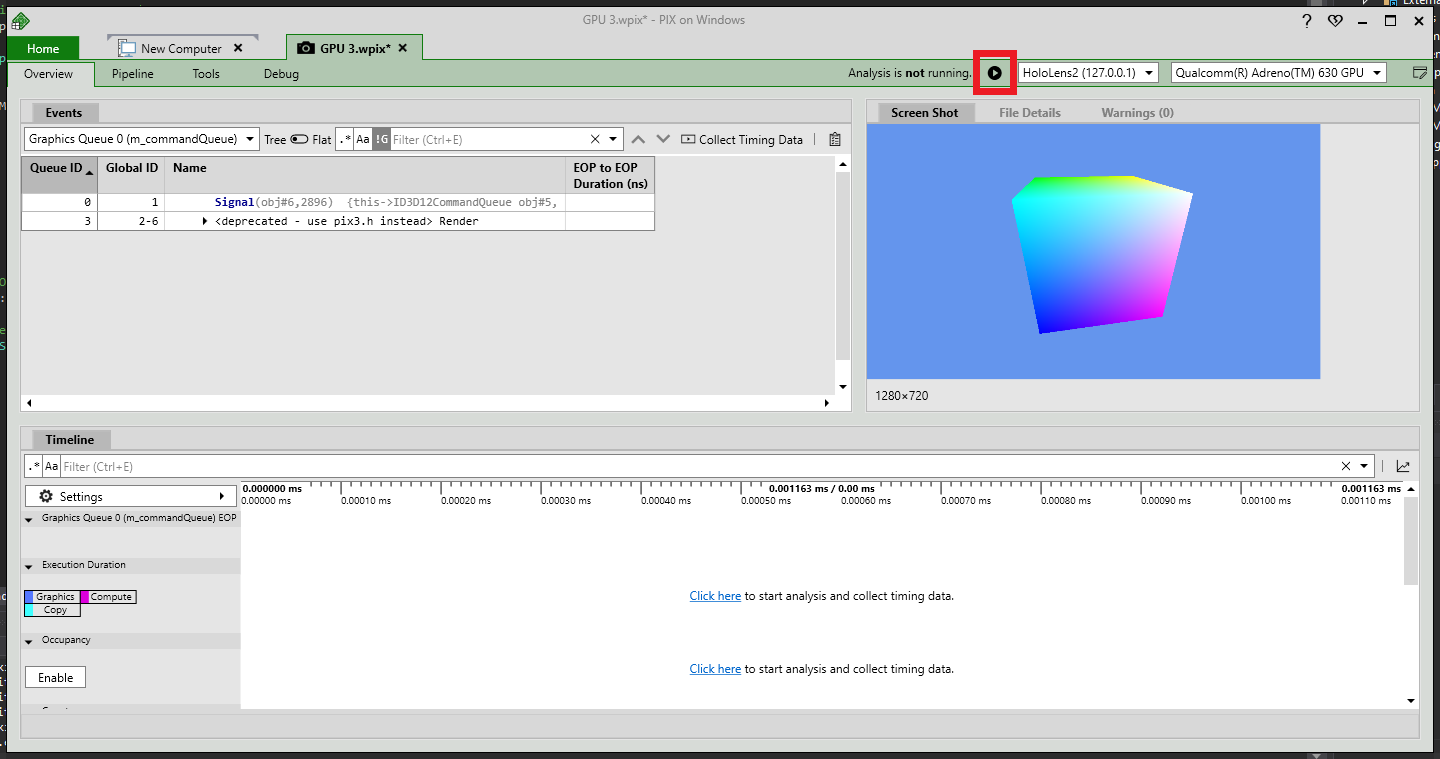 GPU 3.wpix* - PIX on Windows
Home
New Computer
GPU 3.wpix*
Overview Pipeline Tools Debug
Analysis is not running.
HoloLens2 (127.0.0.1)
Qualcomm(R) Adreno(TM) 630 GPU
Events
Graphics Queue 0 (m_commandQueue) Tree Flat .* Aa !G Filter (Ctrl+E) Collect Timing Data
Queue ID Global ID Name EOP to EOP
Duration (ns)
0 1 Signal(obj#6,2896) {this->ID3D12CommandQueue obj#5,
3 2-6 <deprecated - use pix3.h instead> Render
Screen Shot File Details Warnings (0)
1280×720
Timeline
.* Aa Filter (Ctrl+E)
Settings
0.000000 ms 0.001163 ms / 0.00 ms 0.001163 ms
0.00000 ms 0.00010 ms 0.00020 ms 0.00030 ms 0.00040 ms 0.00050 ms 0.00060 ms 0.00070 ms 0.00080 ms 0.00090 ms 0.00100 ms 0.00110 ms
Graphics Queue 0 (m_commandQueue) EOP
Execution Duration
Graphics Compute
Copy
Click here to start analysis and collect timing data.
Occupancy
Enable
Click here to start analysis and collect timing data.